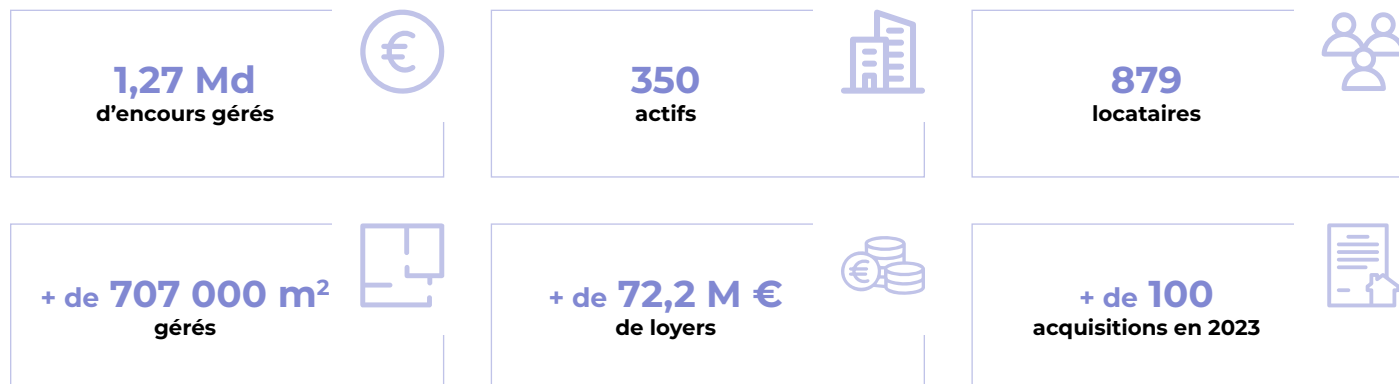 1,27 Md
d’encours gérés
350
actifs
879
locataires
+ de 707 000 m²
gérés
+ de 72,2 M €
de loyers
+ de 100
acquisitions en 2023